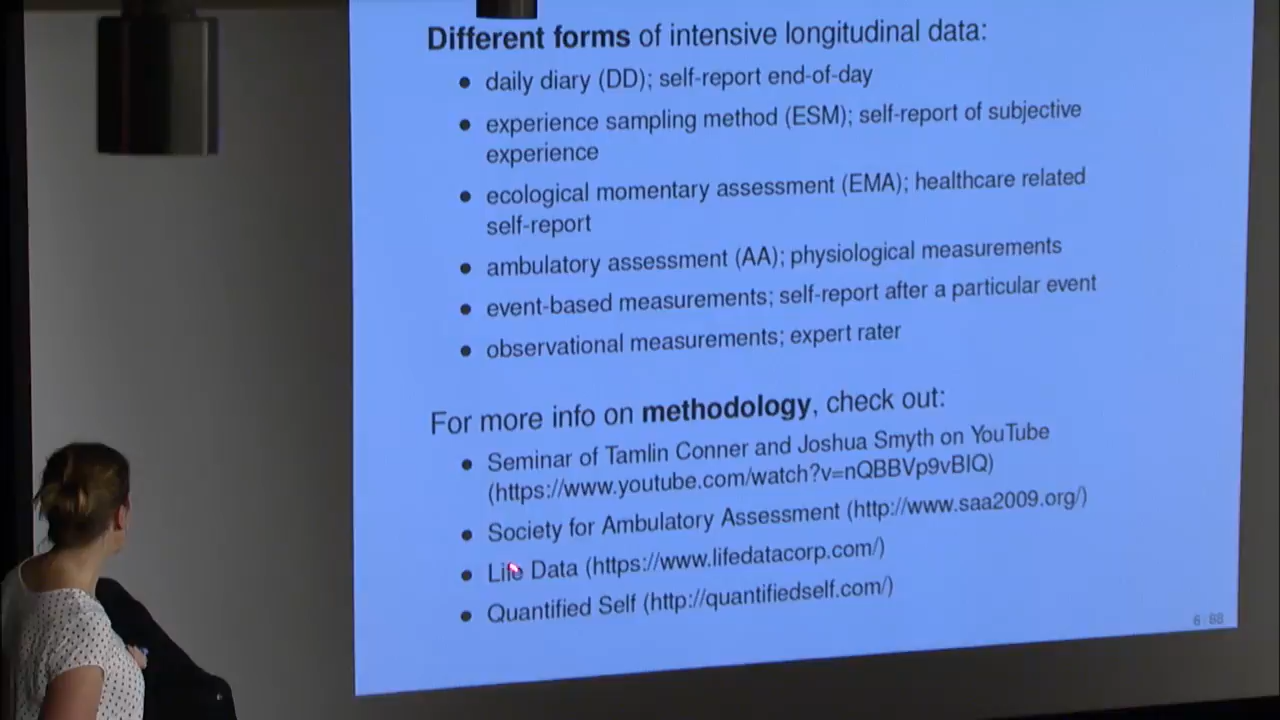 Different forms of intensive longitudinal data:
daily diary (DD); self-report end-of-day
experience sampling method (ESM); self-report of subjective
experience
ecological momentary assessment (EMA); healthcare related
self-report
ambulatory assessment (AA); physiological measurements
event-based measurements; self-report after a particular event
observational measurements; expert rater
For more info on methodology, check out:
Seminar of Tamlin Conner and Joshua Smyth on YouTube
(https://www.youtube.com/watch?v=nQBBVp9vBIQ)
Society for Ambulatory Assessment (http://www.saa2009.org/)
Life Data (https://www.lifedatacorp.com/)
Quantified Self (http://quantifiedself.com/)
6